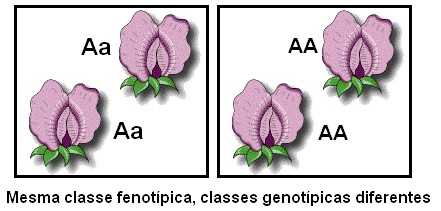 Aa
Aa
AA
AA
Mesma classe fenotípica, classes genotípicas diferentes